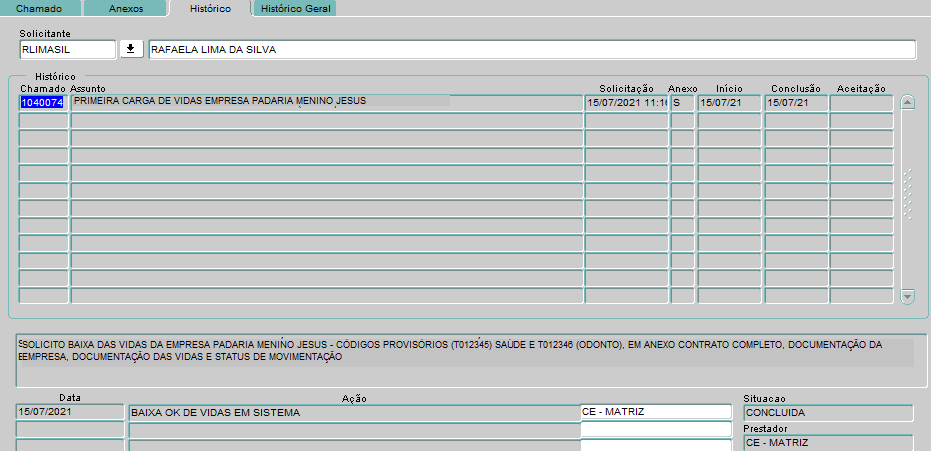 Chamado Anexos Histórico Histórico Geral
Solicitante
RLIMASIL RAFAELA LIMA DA SILVA
Histórico
Chamado Assunto Solicitação Anexo Início Conclusão Aceitação
1040074 PRIMEIRA CARGA DE VIDAS EMPRESA PADARIA MENINO JESUS 15/07/2021 11:16 S 15/07/21 15/07/21
SOLICITO BAIXA DAS VIDAS DA EMPRESA PADARIA MENINO JESUS - CÓDIGOS PROVISÓRIOS (T012345) SAÚDE E T012346 (ODONTO), EM ANEXO CONTRATO COMPLETO, DOCUMENTAÇÃO DA
EMPRESA, DOCUMENTAÇÃO DAS VIDAS E STATUS DE MOVIMENTAÇÃO
Data Ação Situacao
15/07/2021 BAIXA OK DE VIDAS EM SISTEMA CE - MATRIZ CONCLUIDA
Prestador
CE - MATRIZ